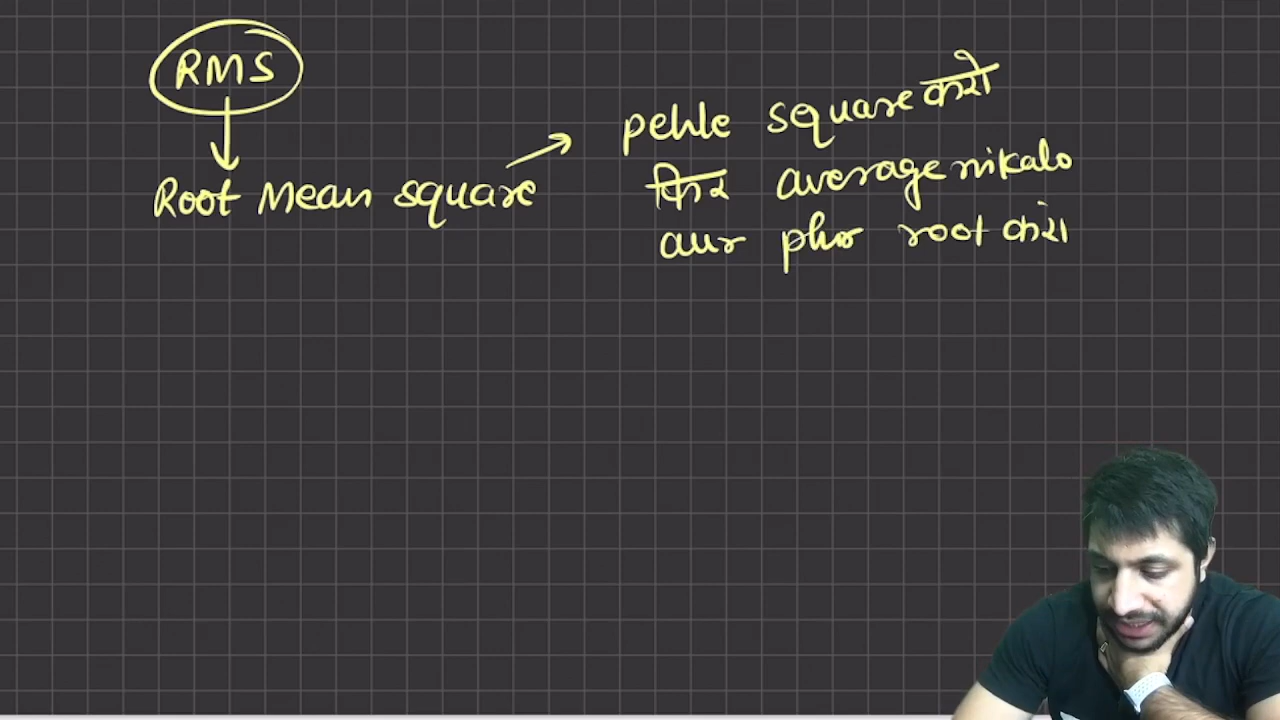 RMS
Root Mean square
pehle square करो
फिर average nikalo
aur phir root करो